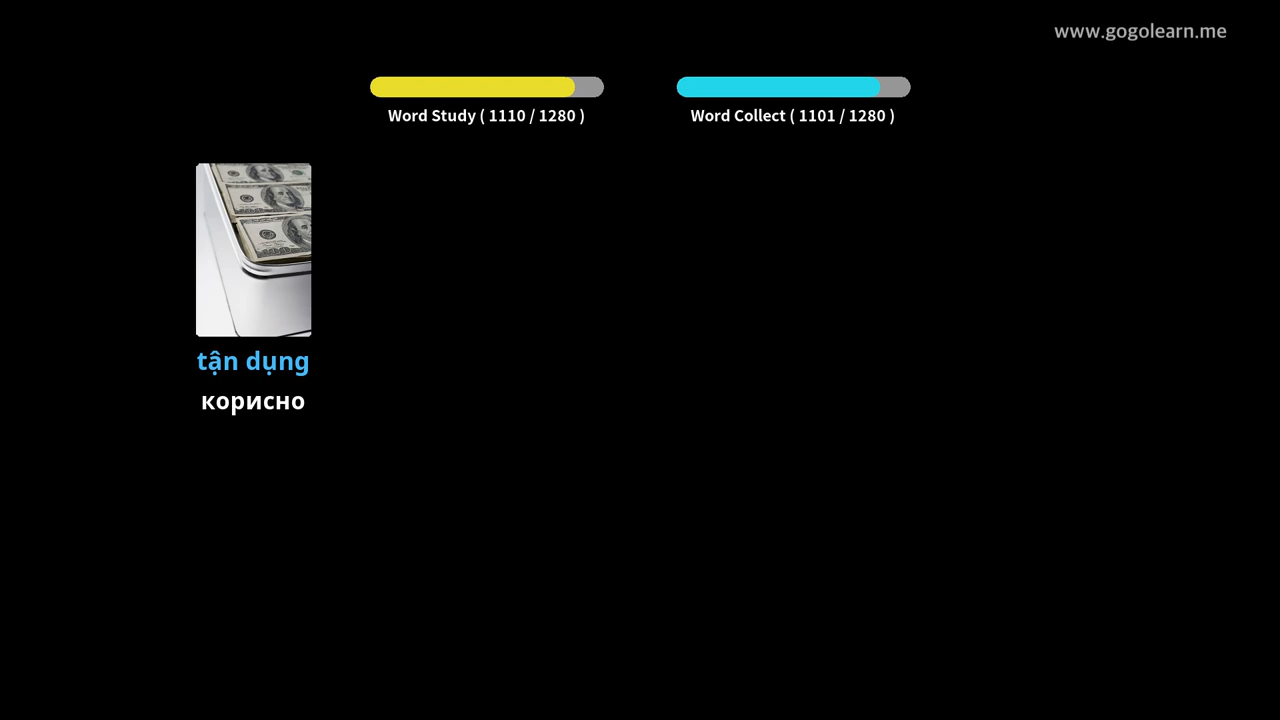 www.gogolearn.me
Word Study ( 1110 / 1280 )
Word Collect ( 1101 / 1280 )
tận dụng
корисно